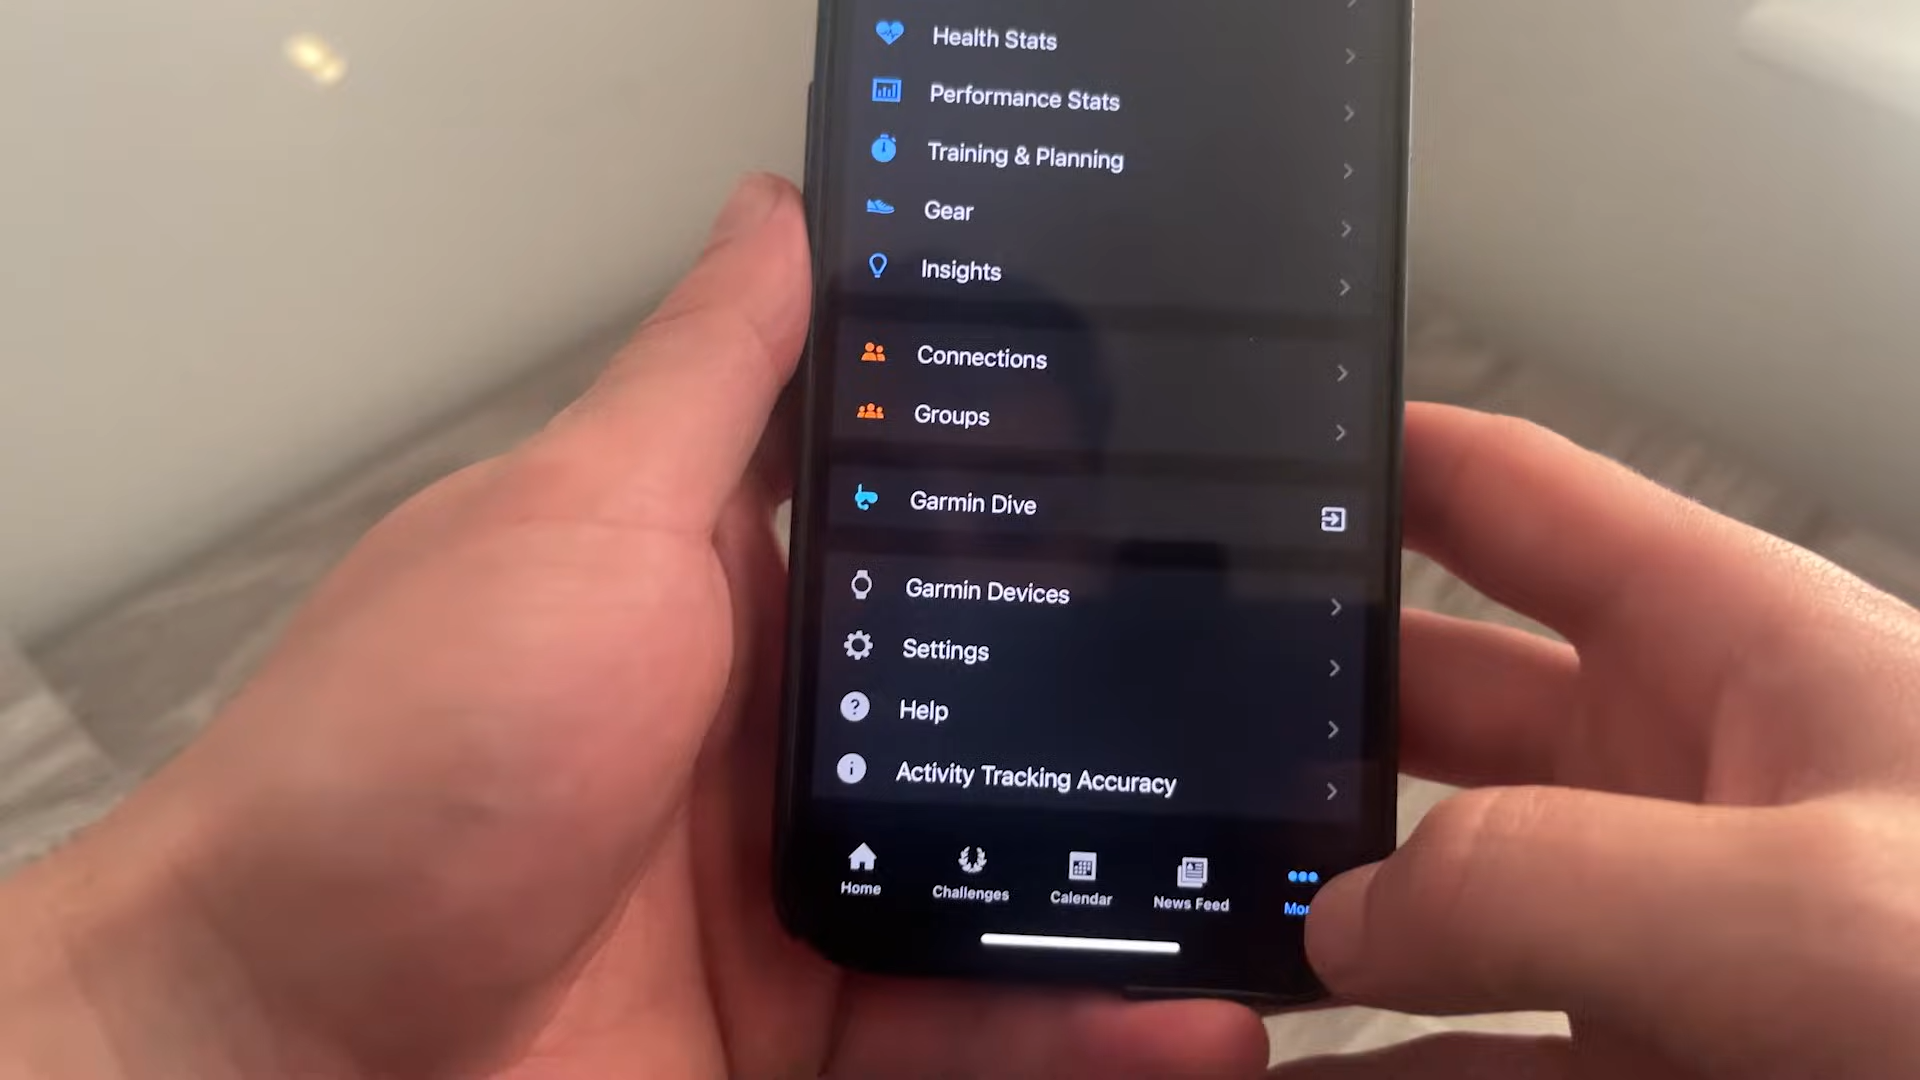 Health Stats
Performance Stats
Training & Planning
Gear
Insights
Connections
Groups
Garmin Dive
Garmin Devices
Settings
Help
Activity Tracking Accuracy
Home
Challenges
Calendar
News Feed